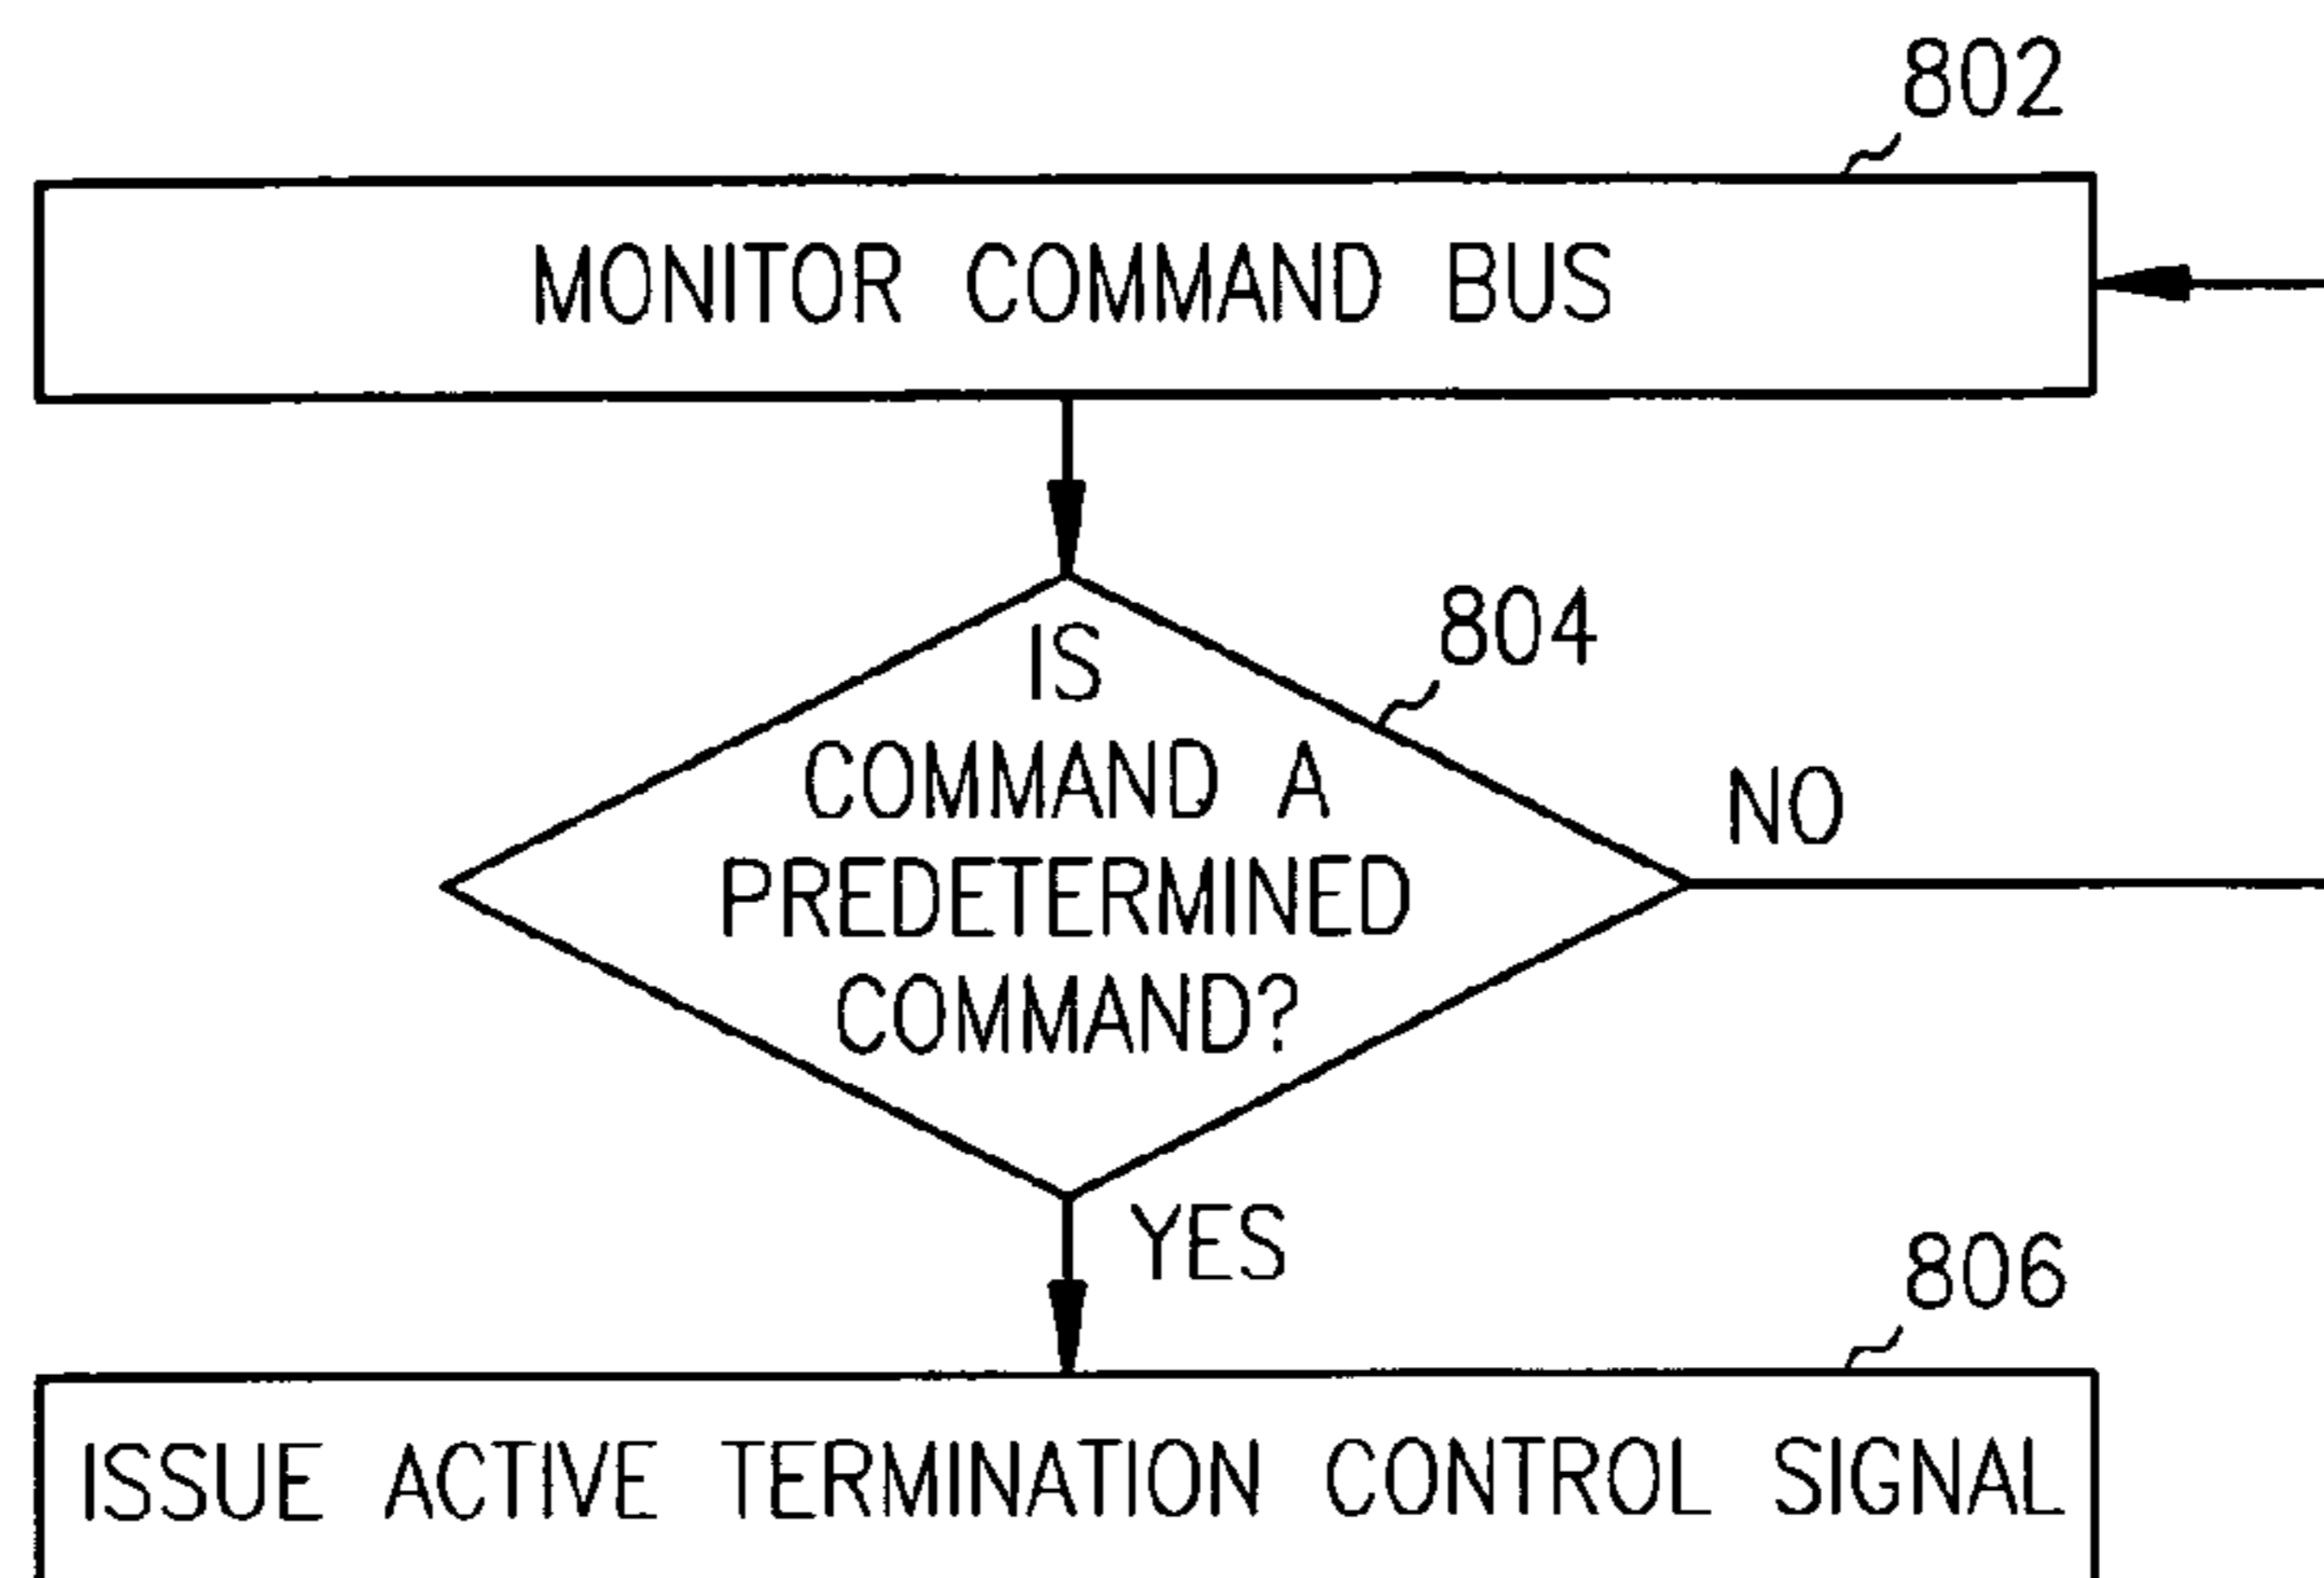 802
MONITOR COMMAND BUS
804
IS
COMMAND A
PREDETERMINED
COMMAND?
NO
YES
806
ISSUE ACTIVE TERMINATION CONTROL SIGNAL